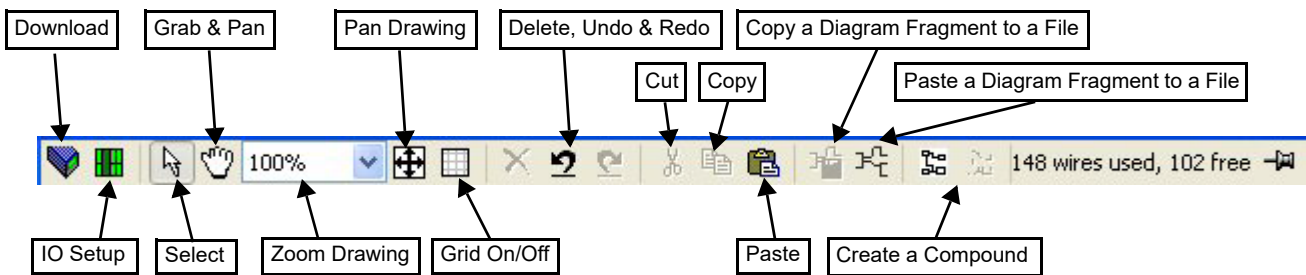 Download
Grab & Pan
Pan Drawing
Delete, Undo & Redo
Copy a Diagram Fragment to a File
Cut
Copy
Paste a Diagram Fragment to a File
100%
148 wires used, 102 free
IO Setup
Select
Zoom Drawing
Grid On/Off
Paste
Create a Compound